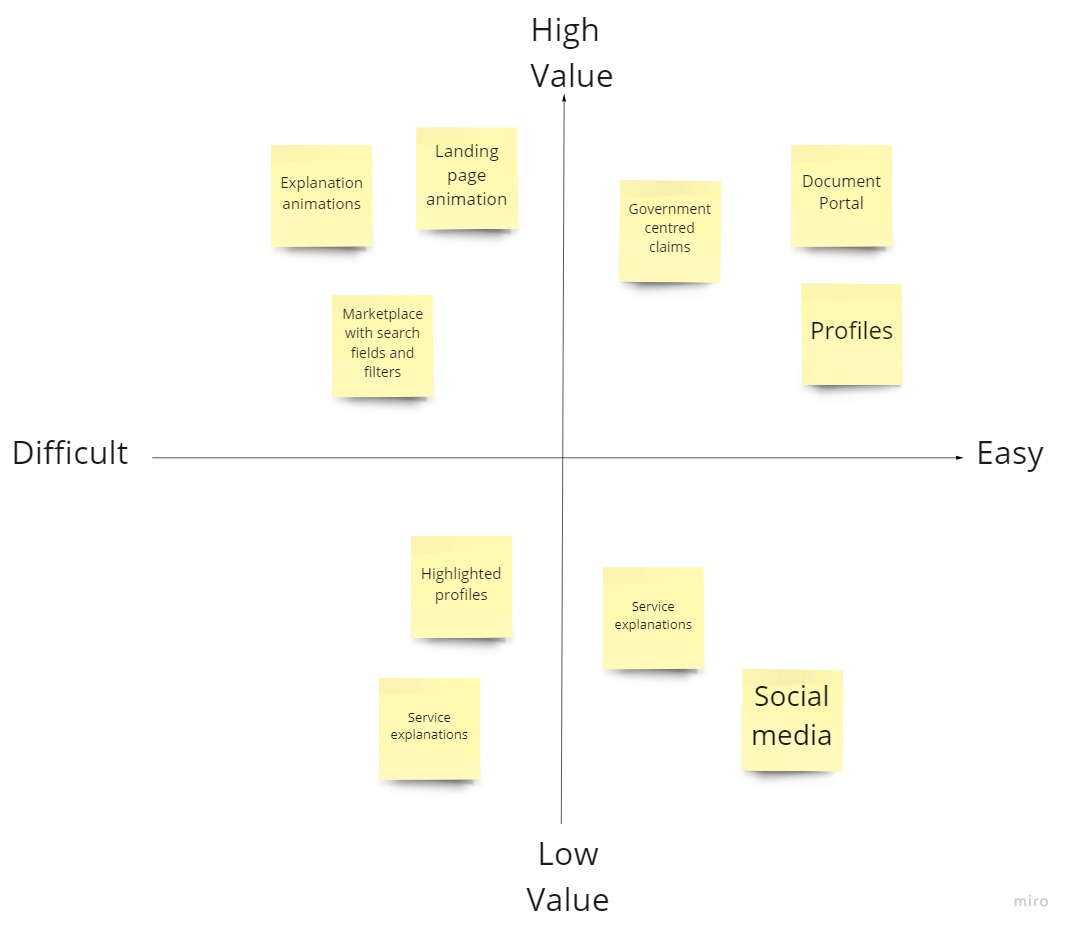 High
Value
Explanation
animations
Landing
page
animation
Government
centred
claims
Document
Portal
Marketplace
with search
fields and
filters
Profiles
Difficult
Easy
Highlighted
profiles
Service
explanations
Service
explanations
Social
media
Low
Value
miro